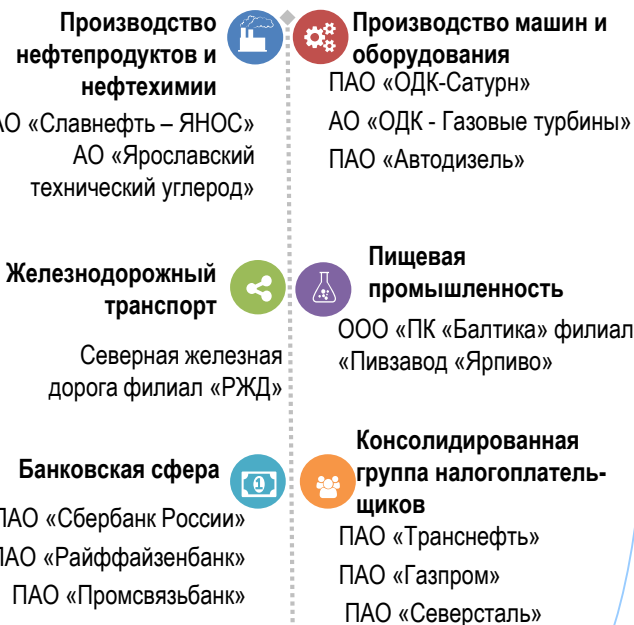 Производство
нефтепродуктов и
нефтехимии
АО «Славнефть – ЯНОС»
АО «Ярославский
технический углерод»
Производство машин и
оборудования
ПАО «ОДК-Сатурн»
АО «ОДК - Газовые турбины»
ПАО «Автодизель»
Железнодорожный
транспорт
Северная железная
дорога филиал «РЖД»
Пищевая
промышленность
ООО «ПК «Балтика» филиал
«Пивзавод «Ярпиво»
Банковская сфера
ПАО «Сбербанк России»
ПАО «Райффайзенбанк»
ПАО «Промсвязьбанк»
Консолидированная
группа налогоплатель-
щиков
ПАО «Транснефть»
ПАО «Газпром»
ПАО «Северсталь»